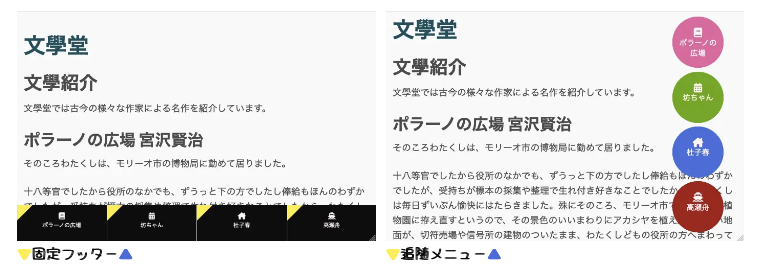 文學堂
文學紹介
文學堂では古今の様々な作家による名作を紹介しています。
ポラーノの広場 宮沢賢治
そのころわたくしは、モリーオ市の博物局に勤めて居りました。
十八等官でしたから役所のなかでも、ずうっと下の方でしたし俸給もほんのわずか
ポラーノの広場
坊ちゃん
杜子春
高瀬舟
固定フッター
文學堂
文學紹介
文學堂では古今の様々な作家による名作を紹介しています。
ポラーノの広場 宮沢賢治
そのころわたくしは、モリーオ市の博物局に勤めて居りました。
十八等官でしたから役所のなかでも、ずうっと下の方でしたし俸給もほんのわずか
でしたが、受持ちが標本の採集や整理で生れ付き好きなことでしたか
しは毎日ずいぶん愉快にはたらきました。殊にそのころ、モリーオ市で
植物園に拵え直すというので、その景色のいいまわりにアカシヤを植え
い地面が、切符売場や信号所の建物のついたまま、わたくしどもの役所の方へまわって
ポラーノの
広場
坊ちゃん
杜子春
高瀬舟
追随メニュー